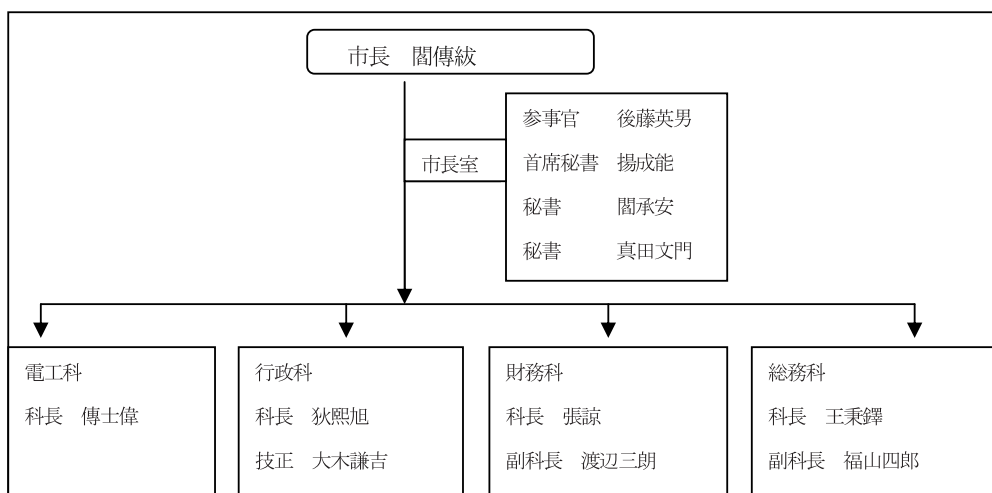 市長　閻傳紱
市長室
参事官　後藤英男
首席秘書　揚成能
秘書　閻承安
秘書　真田文門
電工科
科長　傳士偉
行政科
科長　狄熙旭
技正　大木謙吉
財務科
科長　張諒
副科長　渡辺三朗
総務科
科長　王秉鐸
副科長　福山四郎